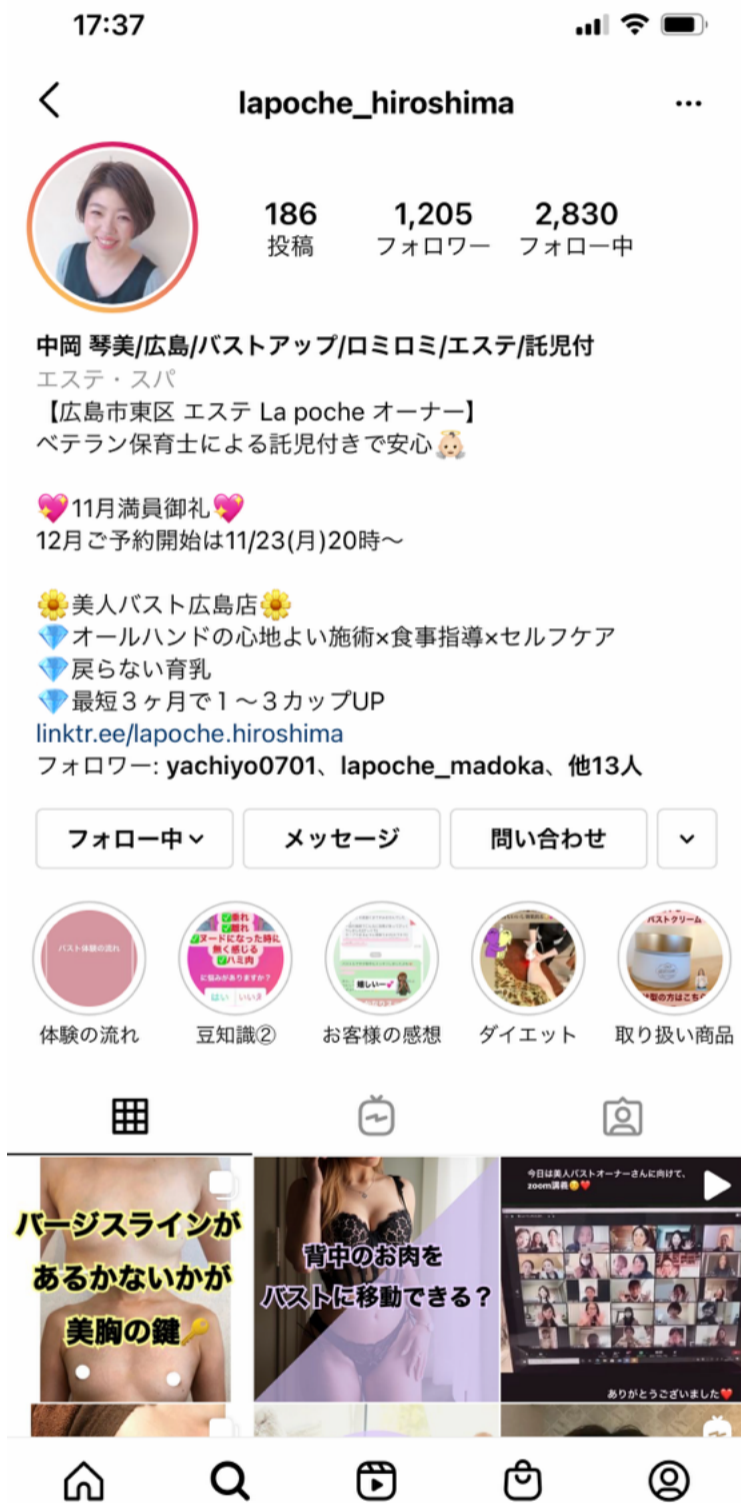 17:37
lapoche_hiroshima
186 1,205 2,830
投稿 フォロワー フォロー中
中岡 琴美/広島/バストアップ/ロミロミ/エステ/託児付
エステ・スパ
【広島市東区 エステ La poche オーナー】
ベテラン保育士による託児付きで安心👼🏻
💖11月満員御礼💖
12月ご予約開始は11/23(月)20時〜
🌼美人バスト広島店🌼
💎オールハンドの心地よい施術×食事指導×セルフケア
💎戻らない育乳
💎最短３ヶ月で１〜３カップUP
linktr.ee/lapoche.hiroshima
フォロワー: yachiyo0701、lapoche_madoka、他13人
フォロー中 メッセージ 問い合わせ
バスト体験の流れ
✅垂れ
✅離れ
✅ヌードになった時に
無く感じる
✅ハミ肉
に悩みがありますか？
はい いいえ
嬉しいー💕
バストクリーム
体験の流れ 豆知識② お客様の感想 ダイエット 取り扱い商品
バージスラインが
あるかないかが
美胸の鍵🔑
背中のお肉を
バストに移動できる？
今日は美人バストオーナーさんに向けて、
zoom講義😊❤️
ありがとうございました❤️